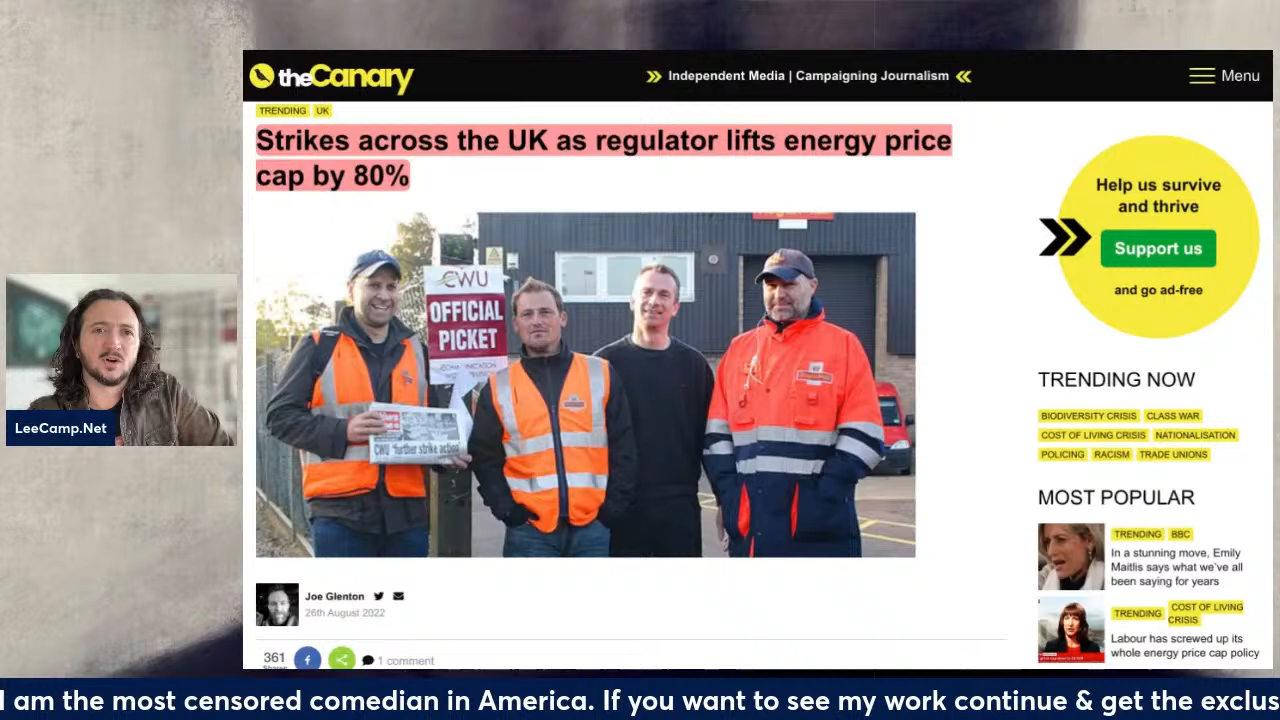 theCanary
Independent Media | Campaigning Journalism
Menu
TRENDING UK
Strikes across the UK as regulator lifts energy price
cap by 80%
CWU
OFFICIAL
PICKET
CWU 'further strike action
Help us survive
and thrive
Support us
and go ad-free
LeeCamp.Net
TRENDING NOW
BIODIVERSITY CRISIS CLASS WAR
COST OF LIVING CRISIS NATIONALISATION
POLICING RACISM TRADE UNIONS
MOST POPULAR
TRENDING BBC
In a stunning move, Emily
Maitlis says what we've all
been saying for years
TRENDING COST OF LIVING
CRISIS
Labour has screwed up its
whole energy price cap policy
Joe Glenton
26th August 2022
361
Shares
1 comment
I am the most censored comedian in America. If you want to see my work continue & get the exclus